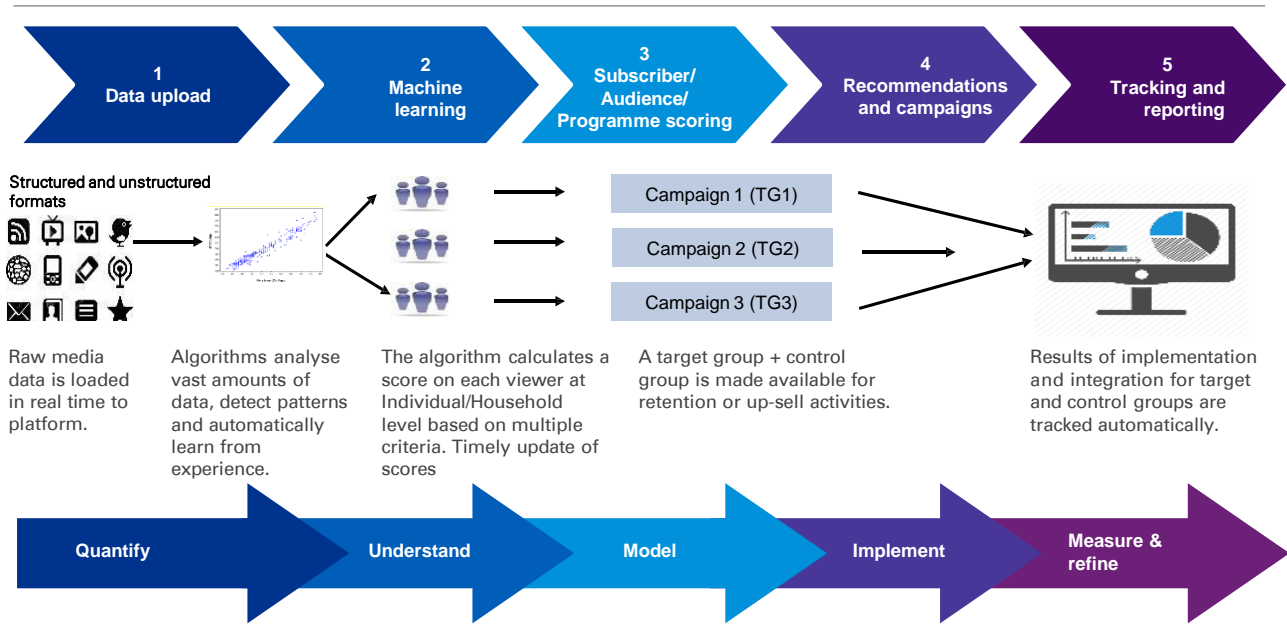 1
Data upload
2
Machine
learning
3
Subscriber/
Audience/
Programme scoring
4
Recommendations
and campaigns
5
Tracking and
reporting
Structured and unstructured
formats
Campaign 1 (TG1)
Campaign 2 (TG2)
Campaign 3 (TG3)
Raw media
data is loaded
in real time to
platform.
Algorithms analyse
vast amounts of
data, detect patterns
and automatically
learn from
experience.
The algorithm calculates a
score on each viewer at
Individual/Household
level based on multiple
criteria. Timely update of
scores
A target group + control
group is made available for
retention or up-sell activities.
Results of implementation
and integration for target
and control groups are
tracked automatically.
Quantify
Understand
Model
Implement
Measure &
refine